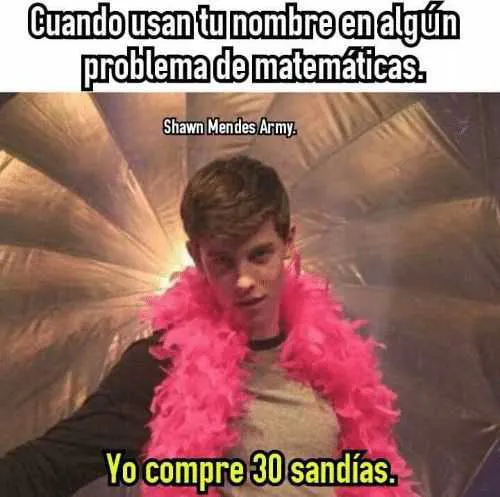 Cuando usan tu nombre en algún
problema de matemáticas.
Shawn Mendes Army.
Yo compre 30 sandías.